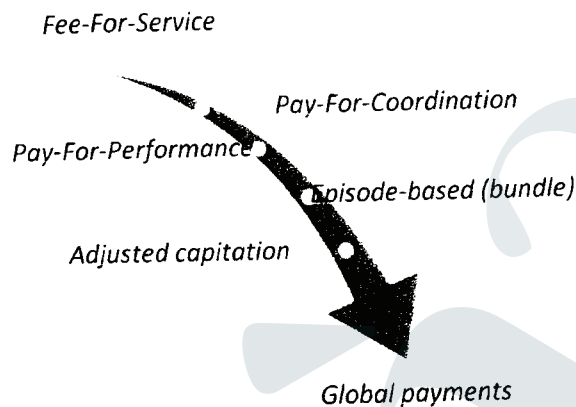 Fee-For-Service
Pay-For-Coordination
Pay-For-Performance
Episode-based (bundle)
Adjusted capitation
Global payments